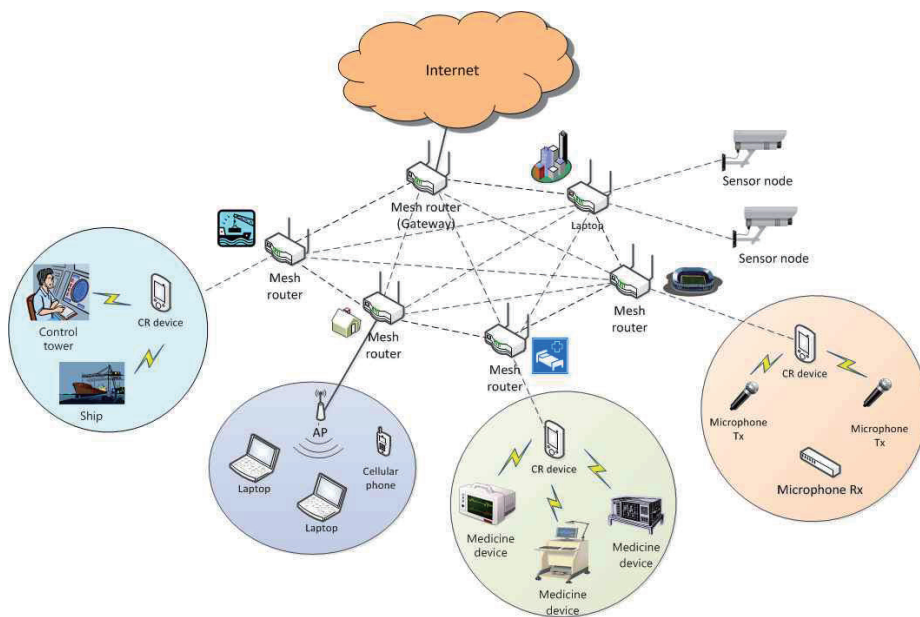 Internet
Mesh router
(Gateway)
Laptop
Sensor node
Sensor node
Mesh
router
Mesh
router
Mesh
router
Mesh
router
CR device
Control
tower
Ship
AP
Laptop
Laptop
Cellular
phone
CR device
Medicine
device
Medicine
device
Medicine
device
CR device
Microphone
Tx
Microphone
Tx
Microphone Rx